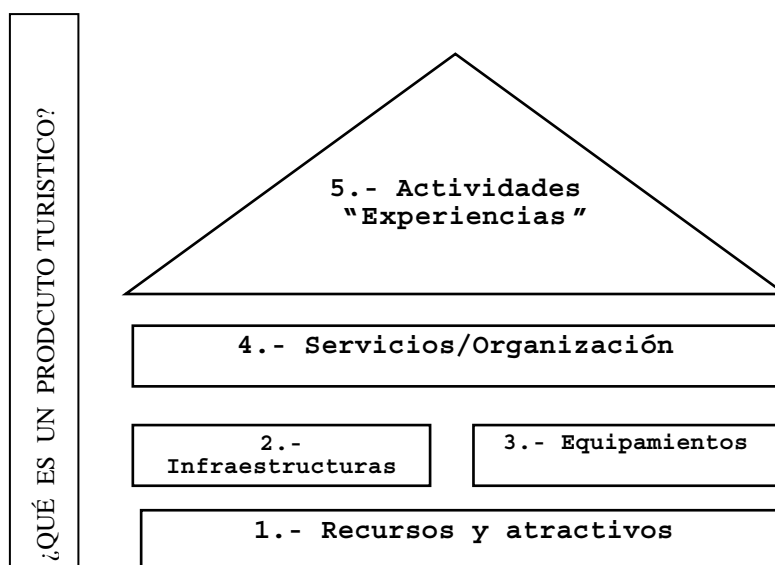 ¿QUÉ ES UN PRODCUTO TURISTICO?
5.- Actividades
“Experiencias”
4.- Servicios/Organización
2.-
Infraestructuras
3.- Equipamientos
1.- Recursos y atractivos